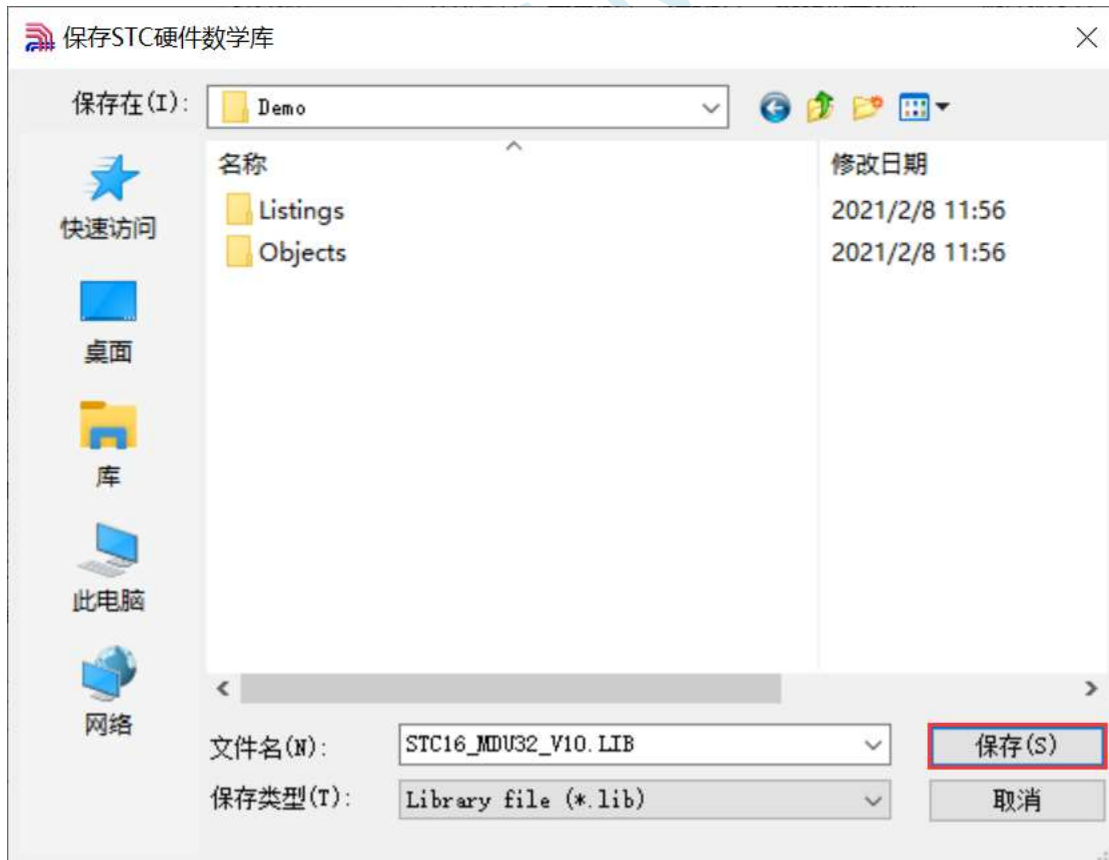 保存STC硬件数学库
保存在(I): Demo
名称 修改日期
Listings 2021/2/8 11:56
Objects 2021/2/8 11:56
快速访问
桌面
库
此电脑
网络
文件名(N): STC16_MDU32_V10.LIB 保存(S)
保存类型(T): Library file (*.lib) 取消